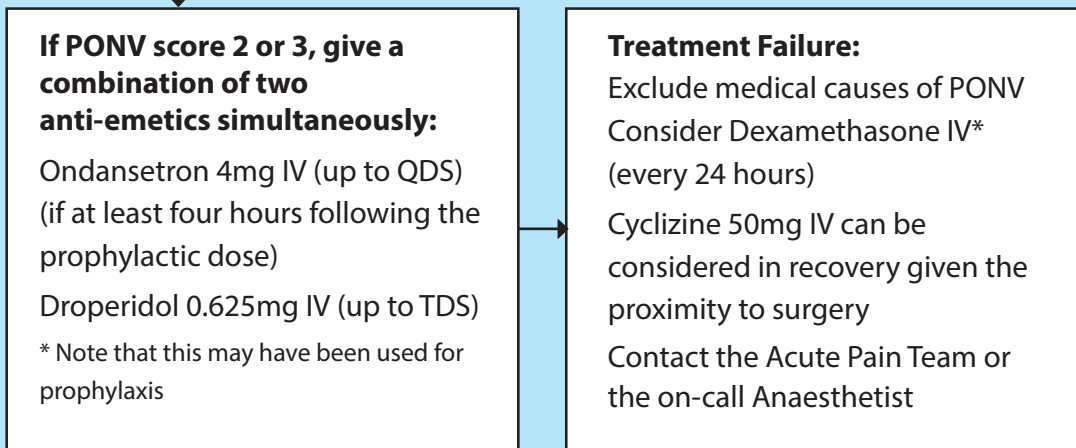 If PONV score 2 or 3, give a
combination of two
anti-emetics simultaneously:
Ondansetron 4mg IV (up to QDS)
(if at least four hours following the
prophylactic dose)
Droperidol 0.625mg IV (up to TDS)
* Note that this may have been used for
prophylaxis
Treatment Failure:
Exclude medical causes of PONV
Consider Dexamethasone IV*
(every 24 hours)
Cyclizine 50mg IV can be
considered in recovery given the
proximity to surgery
Contact the Acute Pain Team or
the on-call Anaesthetist